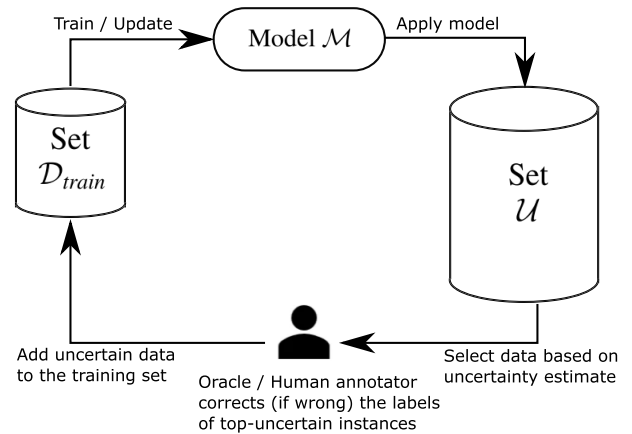 Train / Update
Model ℳ
Apply model
Set
𝒟train
Set
𝒰
Add uncertain data
to the training set
Oracle / Human annotator
corrects (if wrong) the labels
of top-uncertain instances
Select data based on
uncertainty estimate